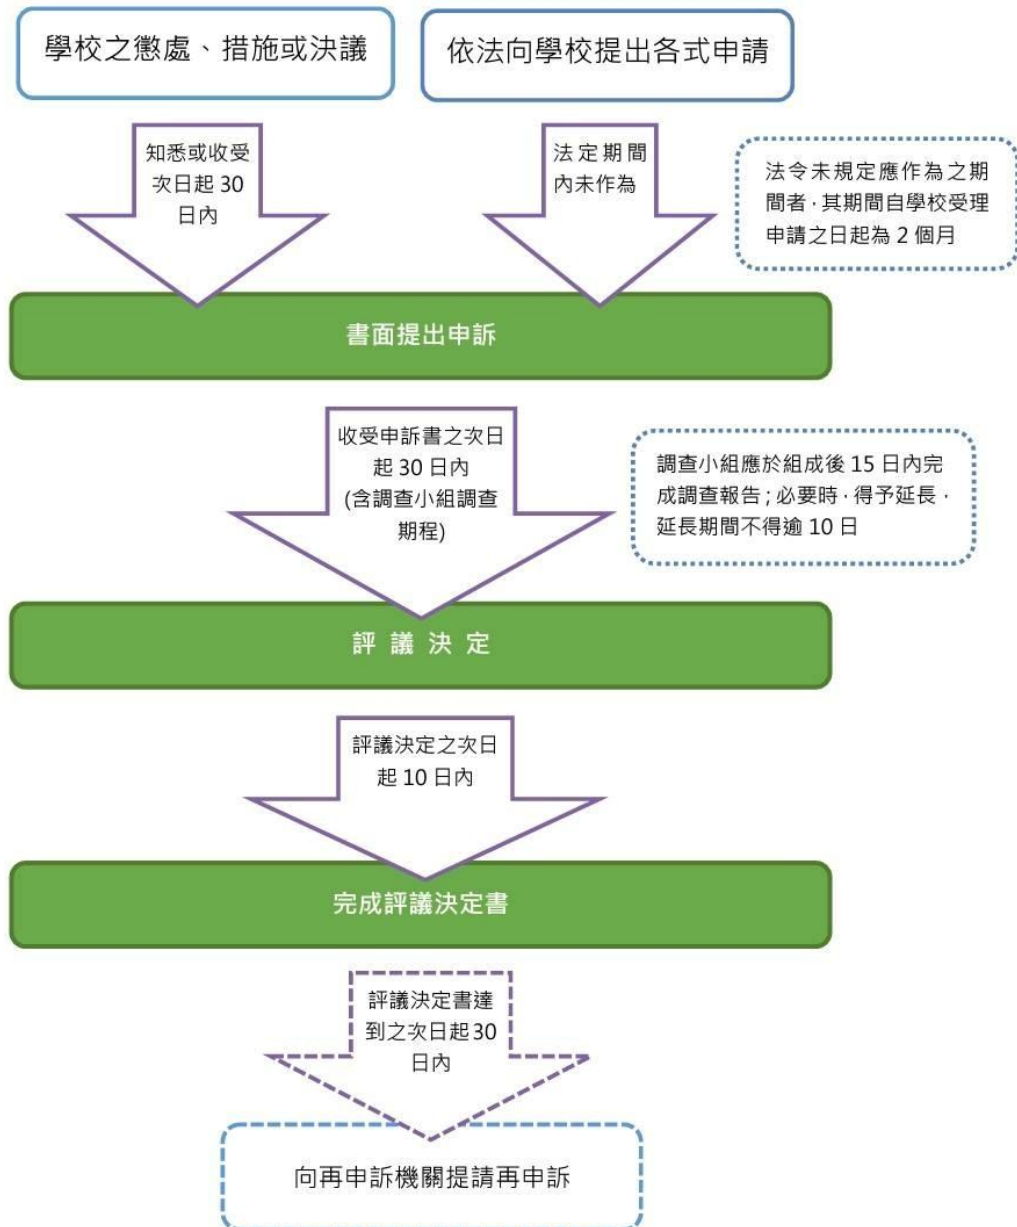 學校之懲處、措施或決議
依法向學校提出各式申請
知悉或收受
次日起 30
日內
法定期間
內未作為
法令未規定應作為之期
間者，其期間自學校受理
申請之日起為 2 個月
書面提出申訴
收受申訴書之次日
起 30 日內
(含調查小組調查
期程)
調查小組應於組成後 15 日內完
成調查報告；必要時，得予延長，
延長期間不得逾 10 日
評議決定
評議決定之次日
起 10 日內
完成評議決定書
評議決定書達
到之次日起 30
日內
向再申訴機關提請再申訴